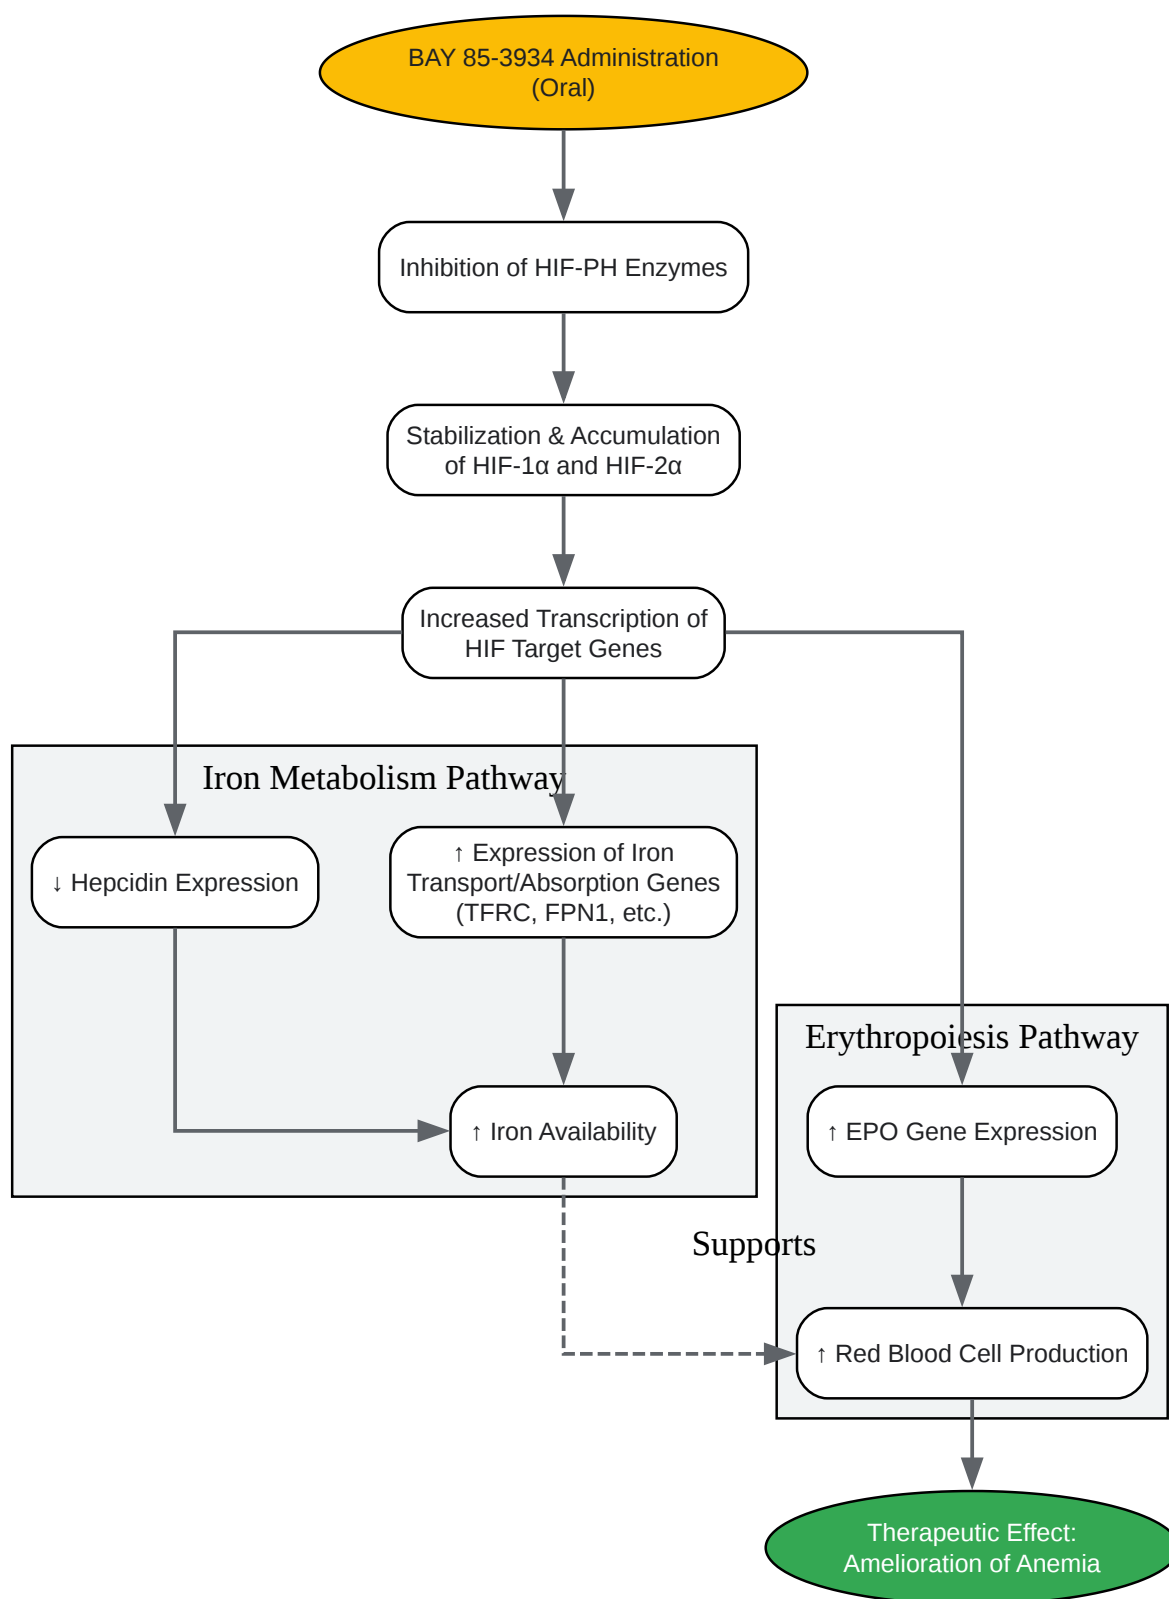 BAY 85-3934 Administration
(Oral)
Inhibition of HIF-PH Enzymes
Stabilization & Accumulation
of HIF-1α and HIF-2α
Increased Transcription of
HIF Target Genes
Iron Metabolism Pathway
↓ Hepcidin Expression
↑ Expression of Iron
Transport/Absorption Genes
(TFRC, FPN1, etc.)
↑ Iron Availability
Erythropoiesis Pathway
↑ EPO Gene Expression
Supports
↑ Red Blood Cell Production
Therapeutic Effect:
Amelioration of Anemia